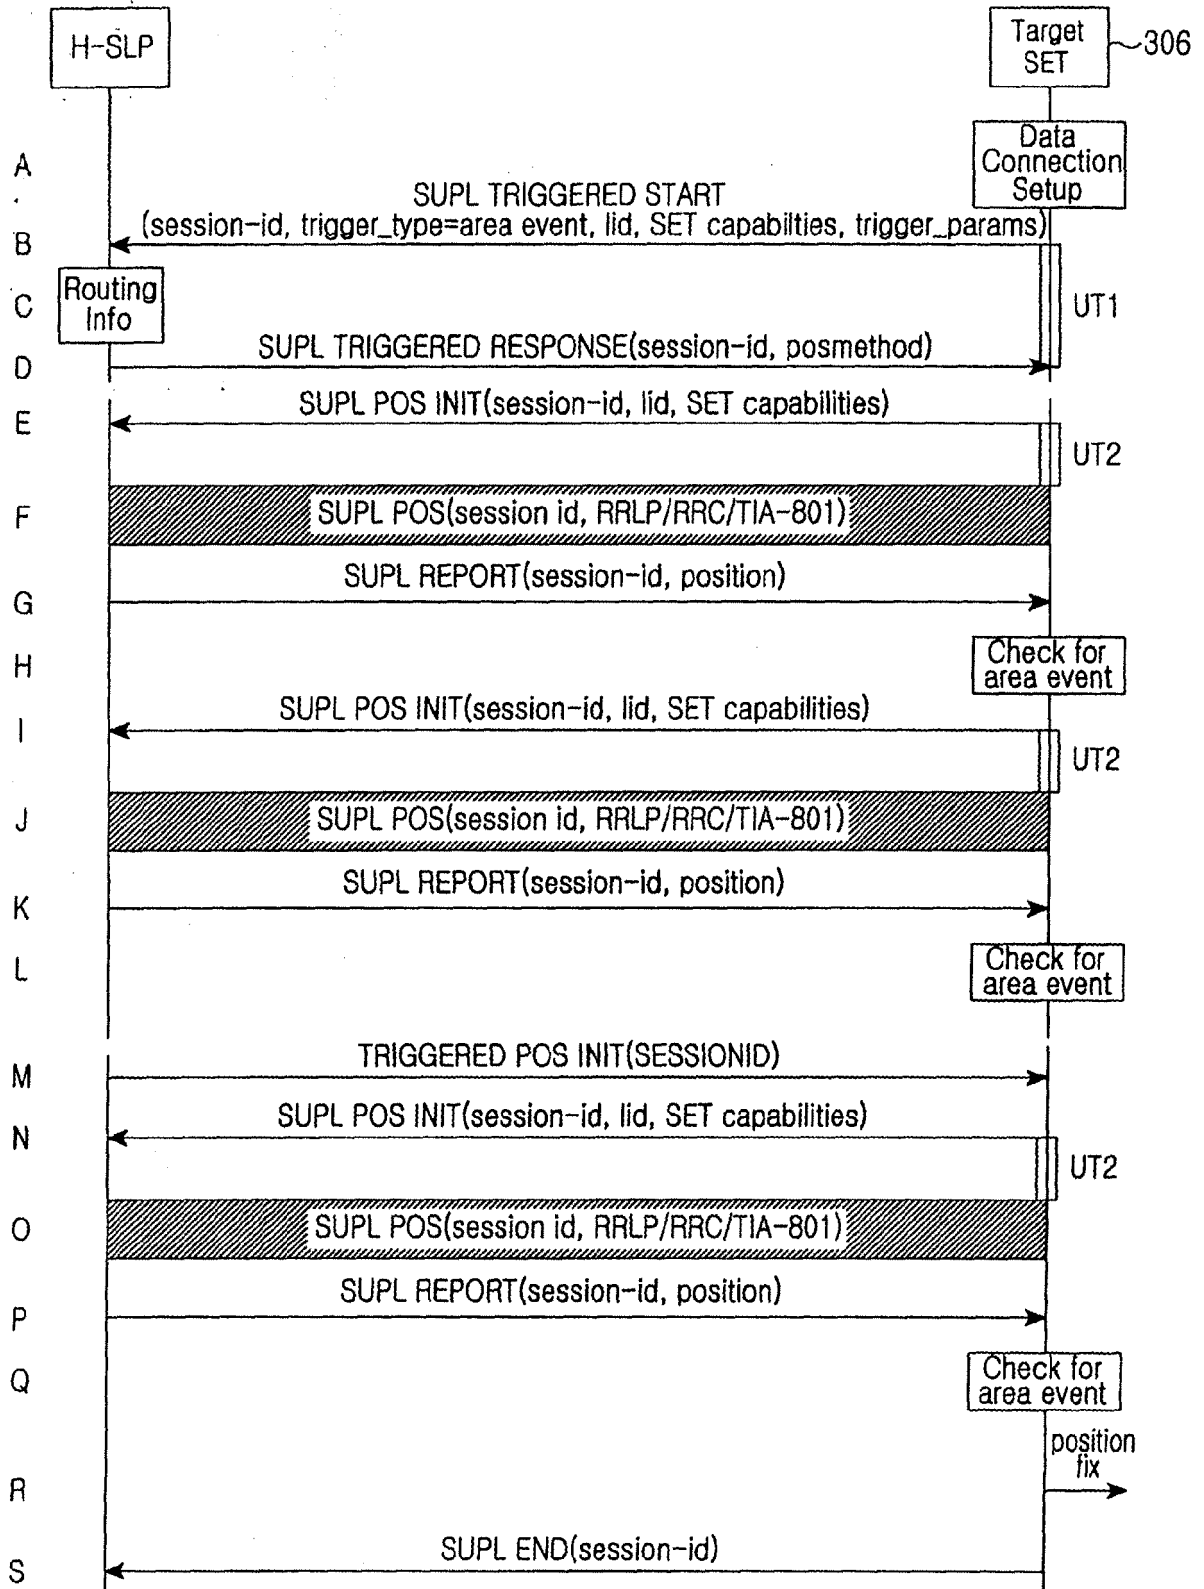 H-SLP
Target
SET
306
A
Data
Connection
Setup
SUPL TRIGGERED START
(session-id, trigger_type=area event, lid, SET capabilties, trigger_params)
B
Routing
Info
C
UT1
SUPL TRIGGERED RESPONSE(session-id, posmethod)
D
SUPL POS INIT(session-id, lid, SET capabilities)
E
UT2
F
SUPL POS(session id, RRLP/RRC/TIA-801)
SUPL REPORT(session-id, position)
G
H
Check for
area event
SUPL POS INIT(session-id, lid, SET capabilities)
I
UT2
J
SUPL POS(session id, RRLP/RRC/TIA-801)
SUPL REPORT(session-id, position)
K
L
Check for
area event
TRIGGERED POS INIT(SESSIONID)
M
SUPL POS INIT(session-id, lid, SET capabilities)
N
UT2
O
SUPL POS(session id, RRLP/RRC/TIA-801)
SUPL REPORT(session-id, position)
P
Q
Check for
area event
position
fix
R
SUPL END(session-id)
S